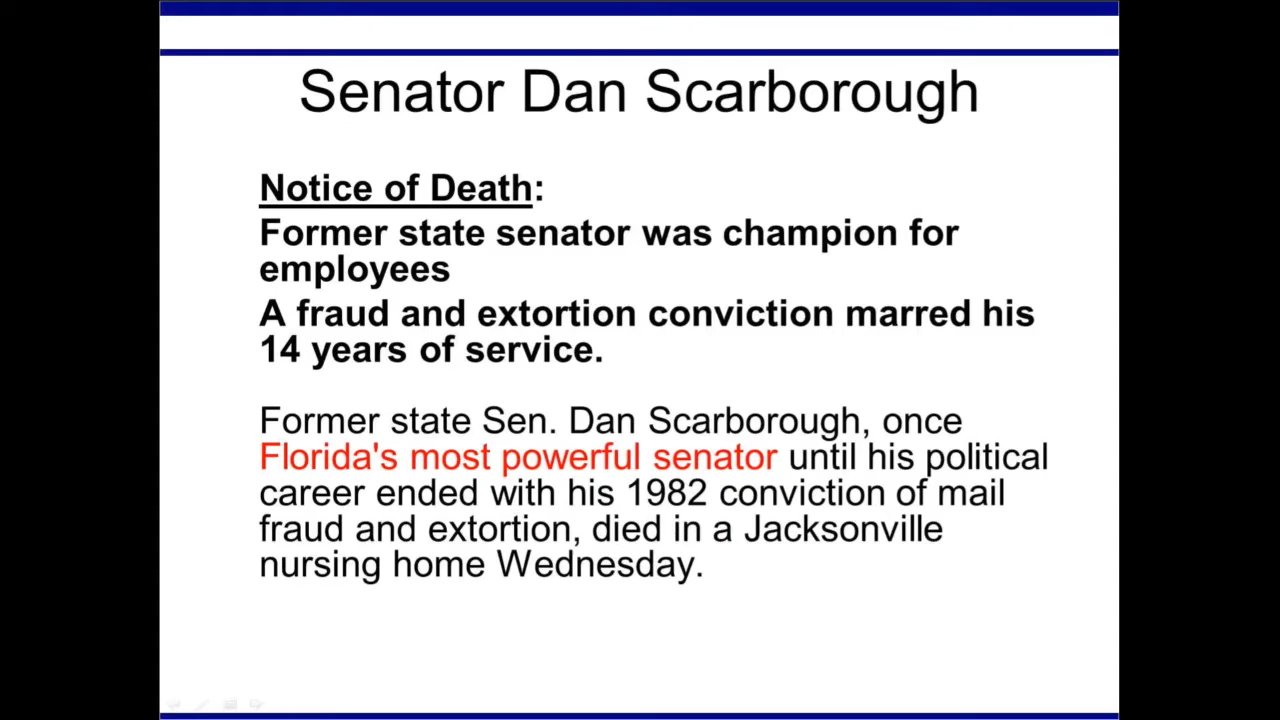 Senator Dan Scarborough
Notice of Death:
Former state senator was champion for
employees
A fraud and extortion conviction marred his
14 years of service.
Former state Sen. Dan Scarborough, once
Florida's most powerful senator until his political
career ended with his 1982 conviction of mail
fraud and extortion, died in a Jacksonville
nursing home Wednesday.